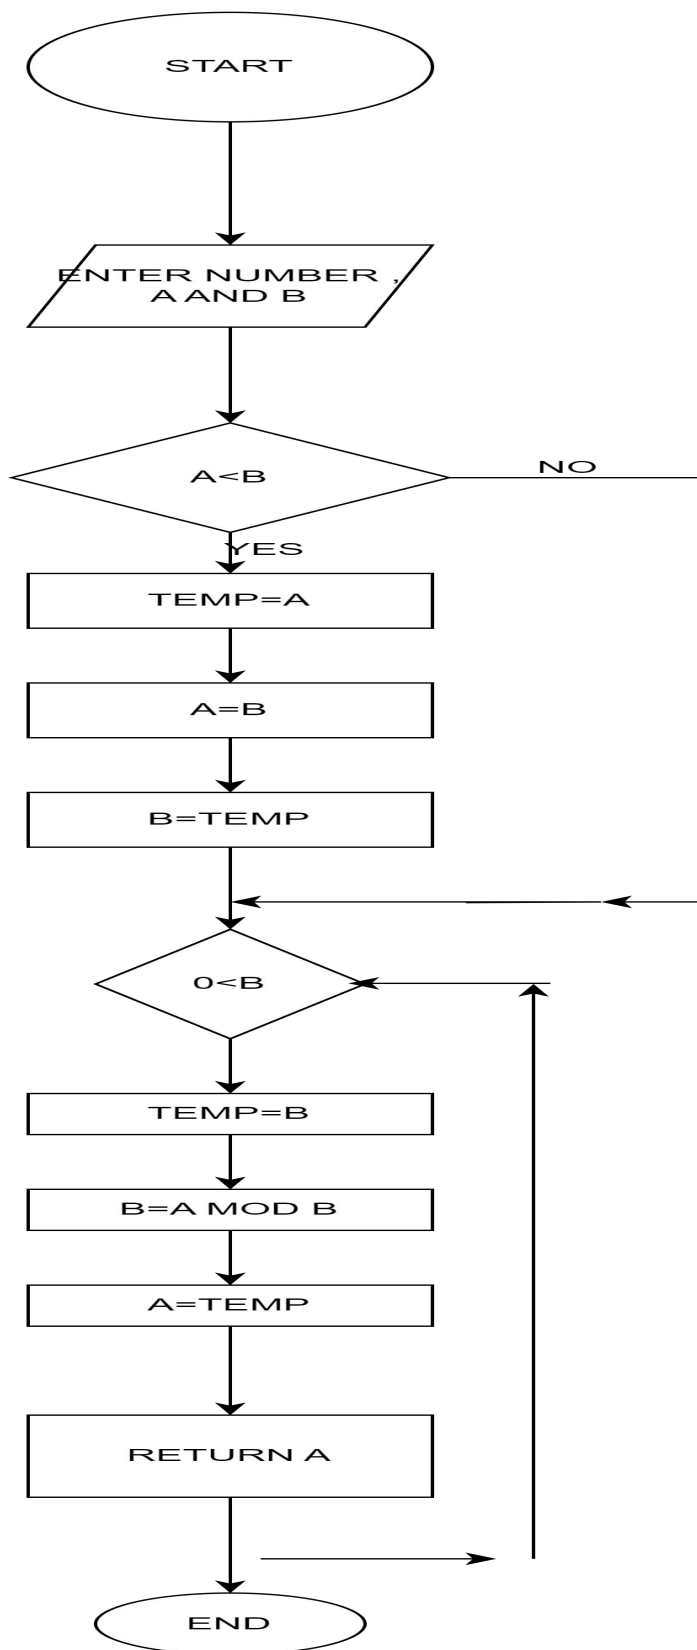 START
ENTER NUMBER ,
A AND B
A<B
NO
YES
TEMP=A
A=B
B=TEMP
0<B
TEMP=B
B=A MOD B
A=TEMP
RETURN A
END